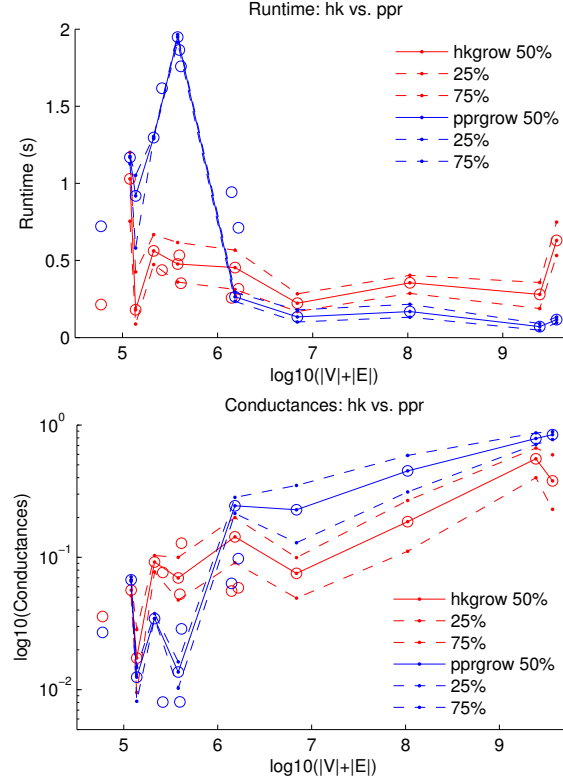 Runtime: hk vs. ppr
2
1.5
1
0.5
0
Runtime (s)
hkgrow 50%
25%
75%
pprgrow 50%
25%
75%
5 6 7 8 9
log10(|V|+|E|)
Conductances: hk vs. ppr
10^0
10^-1
10^-2
log10(Conductances)
hkgrow 50%
25%
75%
pprgrow 50%
25%
75%
5 6 7 8 9
log10(|V|+|E|)